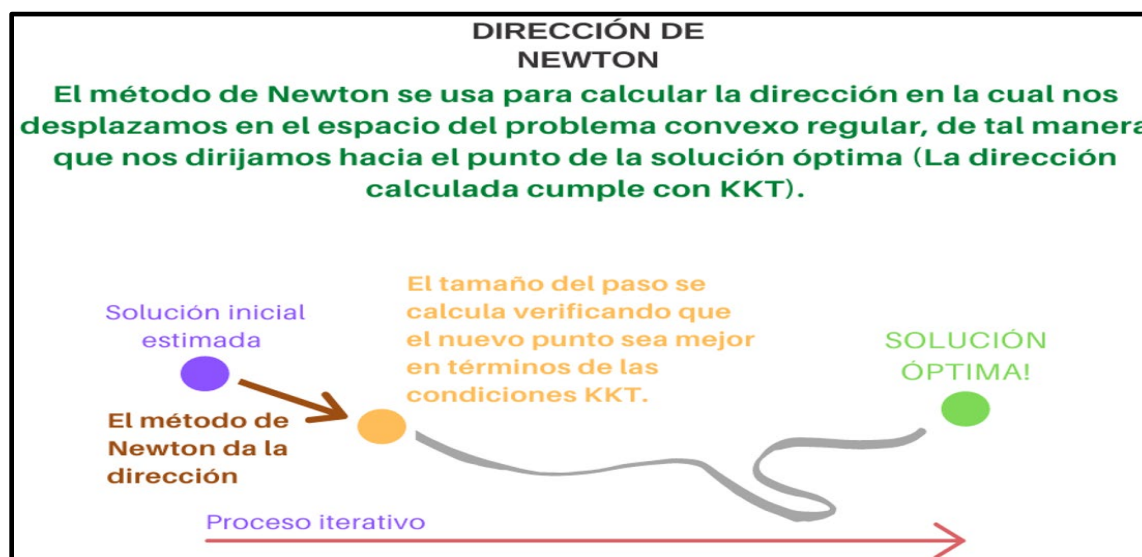 DIRECCIÓN DE
NEWTON
El método de Newton se usa para calcular la dirección en la cual nos
desplazamos en el espacio del problema convexo regular, de tal manera
que nos dirijamos hacia el punto de la solución óptima (La dirección
calculada cumple con KKT).
Solución inicial
estimada
El tamaño del paso se
calcula verificando que
el nuevo punto sea mejor
en términos de las
condiciones KKT.
SOLUCIÓN
ÓPTIMA!
El método de
Newton da la
dirección
Proceso iterativo